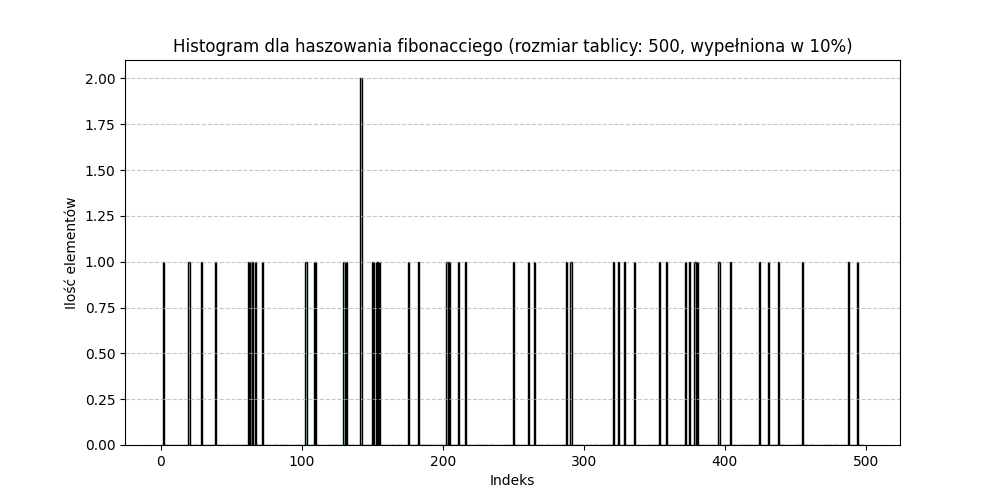 Histogram dla haszowania fibonacciego (rozmiar tablicy: 500, wypełniona w 10%)
2.00
1.75
1.50
1.25
1.00
0.75
0.50
0.25
0.00
Ilość elementów
0 100 200 300 400 500
Indeks